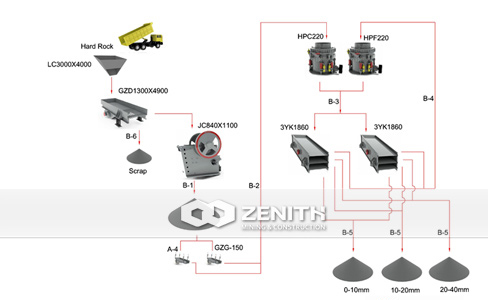 Hard Rock
LC3000X4000
GZD1300X4900
B-6
Scrap
JC840X1100
B-1
B-2
A-4
GZG-150
HPC220
HPF220
B-3
B-4
3YK1860
3YK1860
ZENITH
MINING & CONSTRUCTION
B-5
B-5
B-5
0-10mm
10-20mm
20-40mm